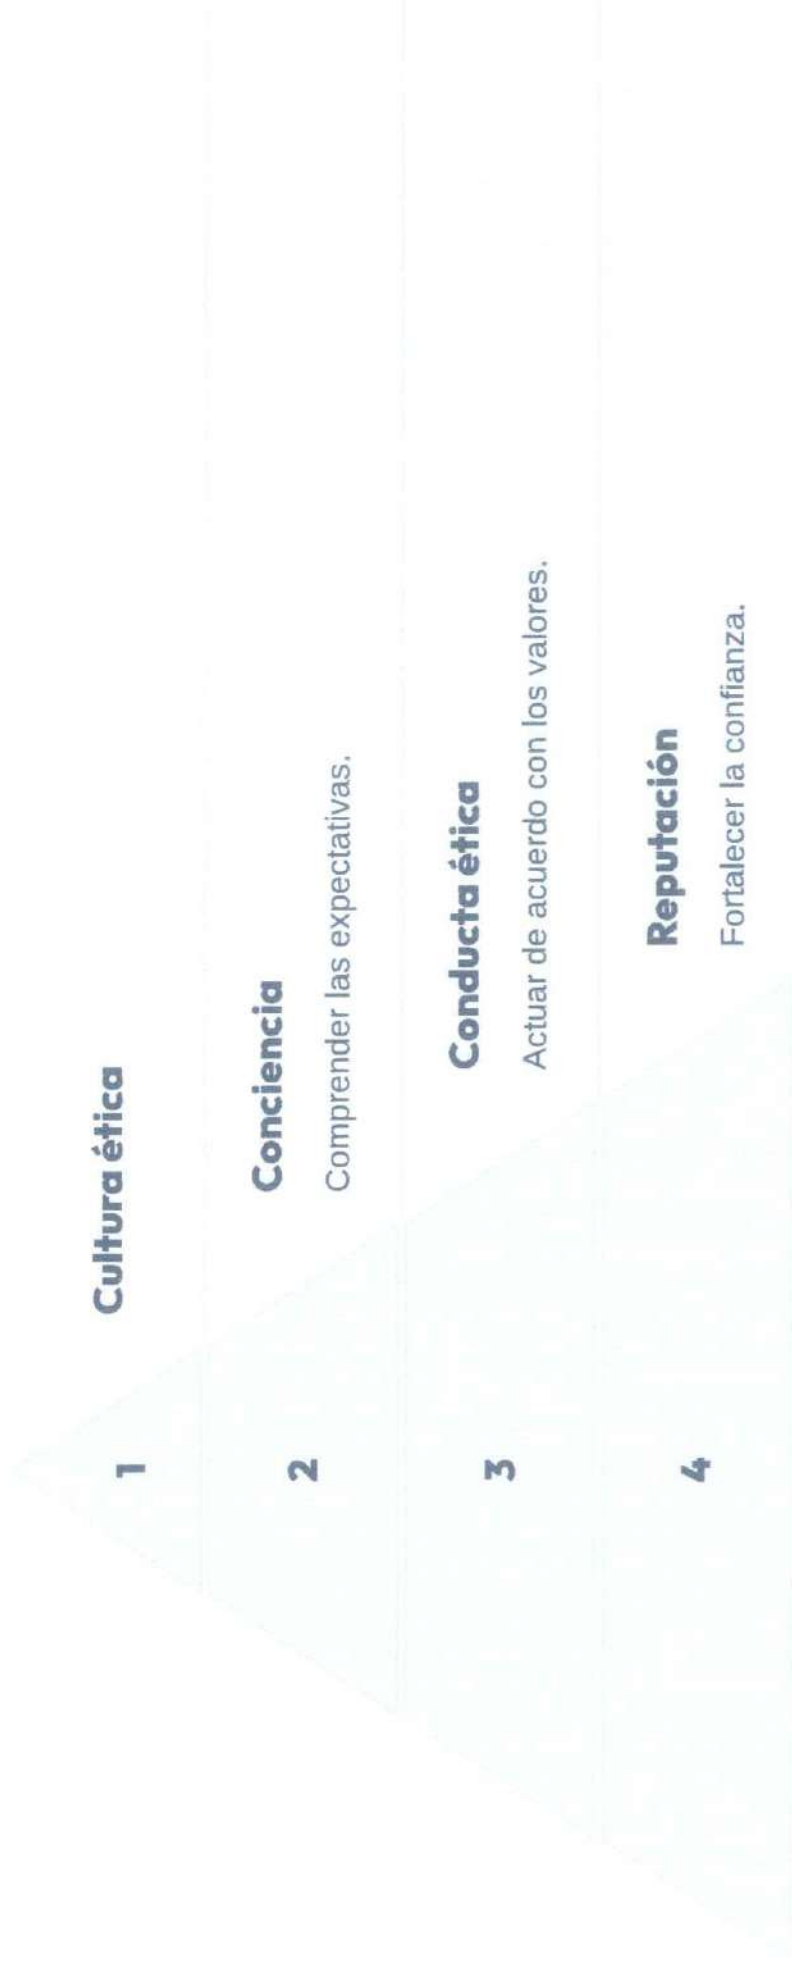 1
Cultura ética
2
Conciencia
Comprender las expectativas.
3
Conducta ética
Actuar de acuerdo con los valores.
4
Reputación
Fortalecer la confianza.